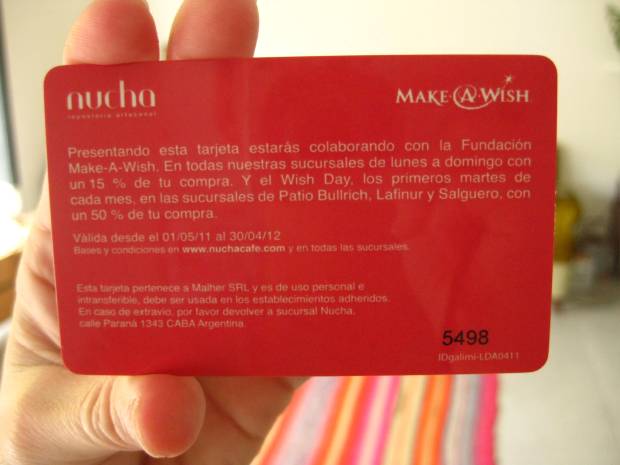 nucha
repostería artesanal
MAKE-A-WISH
Presentando esta tarjeta estarás colaborando con la Fundación
Make-A-Wish. En todas nuestras sucursales de lunes a domingo con
un 15 % de tu compra. Y el Wish Day, los primeros martes de
cada mes, en las sucursales de Patio Bullrich, Lafinur y Salguero, con
un 50 % de tu compra.
Válida desde el 01/05/11 al 30/04/12
Bases y condiciones en www.nuchacafe.com y en todas las sucursales.
Esta tarjeta pertenece a Malher SRL y es de uso personal e
intransferible, debe ser usada en los establecimientos adheridos.
En caso de extravio, por favor devolver a sucursal Nucha,
calle Paraná 1343 CABA Argentina.
5498
IDgalimi-LDA0411